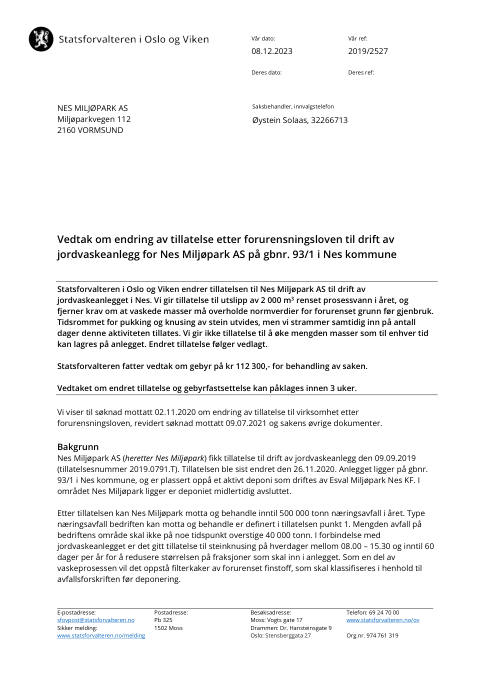 Statsforvalteren i Oslo og Viken
Vår dato:
Vår ref:
08.12.2023
2019/2527
Deres dato:
Deres ref:
NES MILJØPARK AS
Miljøparkvegen 112
2160 VORMSUND
Saksbehandler, innvalgstelefon
Øystein Solaas, 32266713
Vedtak om endring av tillatelse etter forurensningsloven til drift av
jordvaskeanlegg for Nes Miljøpark AS på gbnr. 93/1 i Nes kommune
Statsforvalteren i Oslo og Viken endrer tillatelsen til Nes Miljøpark AS til drift av
jordvaskeanlegget i Nes. Vi gir tillatelse til utslipp av 2 000 m³ renset prosessvann i året, og
fjerner krav om at vaskede masser må overholde normverdier for forurenset grunn før gjenbruk.
Tidsrommet for pukking og knusing av stein utvides, men vi strammer samtidig inn på antall
dager denne aktiviteten tillates. Vi gir ikke tillatelse til å øke mengden masser som til enhver tid
kan lagres på anlegget. Endret tillatelse følger vedlagt.
Statsforvalteren fatter vedtak om gebyr på kr 112 300,- for behandling av saken.
Vedtaket om endret tillatelse og gebyrfastsettelse kan påklages innen 3 uker.
Vi viser til søknad mottatt 02.11.2020 om endring av tillatelse til virksomhet etter
forurensningsloven, revidert søknad mottatt 09.07.2021 og sakens øvrige dokumenter.
Bakgrunn
Nes Miljøpark AS (heretter Nes Miljøpark) fikk tillatelse til drift av jordvaskeanlegg den 09.09.2019
(tillatelsesnummer 2019.0791.T). Tillatelsen ble sist endret den 26.11.2020. Anlegget ligger på gbnr.
93/1 i Nes kommune, og er plassert oppå et aktivt deponi som driftes av Esval Miljøpark Nes KF. I
området Nes Miljøpark ligger er deponiet midlertidig avsluttet.
Etter tillatelsen kan Nes Miljøpark motta og behandle inntil 500 000 tonn næringsavfall i året. Type
næringsavfall bedriften kan motta og behandle er definert i tillatelsen punkt 1. Mengden avfall på
bedriftens område skal ikke på noe tidspunkt overstige 40 000 tonn. I forbindelse med
jordvaskeanlegget er det gitt tillatelse til steinknusing på hverdager mellom 08.00 – 15.30 og inntil 60
dager per år for å redusere størrelsen på fraksjoner som skal inn i anlegget. Som en del av
vaskeprosessen vil det oppstå filterkaker av forurenset finstoff, som skal klassifiseres i henhold til
avfallsforskriften før deponering.
E-postadresse:
sfovpost@statsforvalteren.no
Sikker melding:
www.statsforvalteren.no/melding
Postadresse:
Pb 325
1502 Moss
Besøksadresse:
Moss: Vogts gate 17
Drammen: Dr. Hansteinsgate 9
Oslo: Stensberggata 27
Telefon: 69 24 70 00
www.statsforvalteren.no/ov
Org.nr. 974 761 319